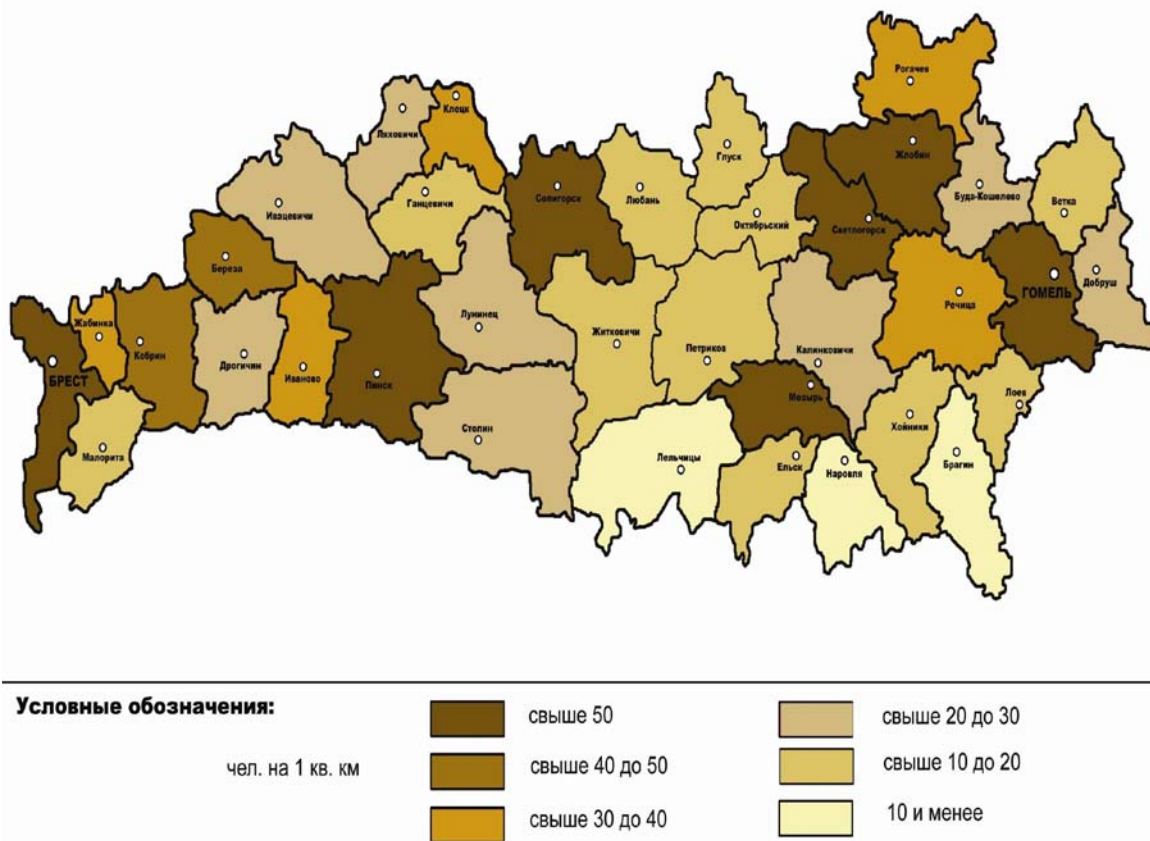 Рогачев
Клецк
Ляховичи
Жлобин
Глуск
Солигорск
Любань
Ганцевичи
Ивацевичи
Буда-Кошелево
Ветка
Октябрьский
Светлогорск
Береза
Добруш
ГОМЕЛЬ
Речица
Жабинка
Кобрин
Лунинец
Житковичи
Петриков
Калинковичи
Дрогичин
Иваново
БРЕСТ
Пинск
Мозырь
Лоев
Хойники
Столин
Малорита
Лельчицы
Ельск
Наровля
Брагин
Условные обозначения:
чел. на 1 кв. км
свыше 50
свыше 40 до 50
свыше 30 до 40
свыше 20 до 30
свыше 10 до 20
10 и менее